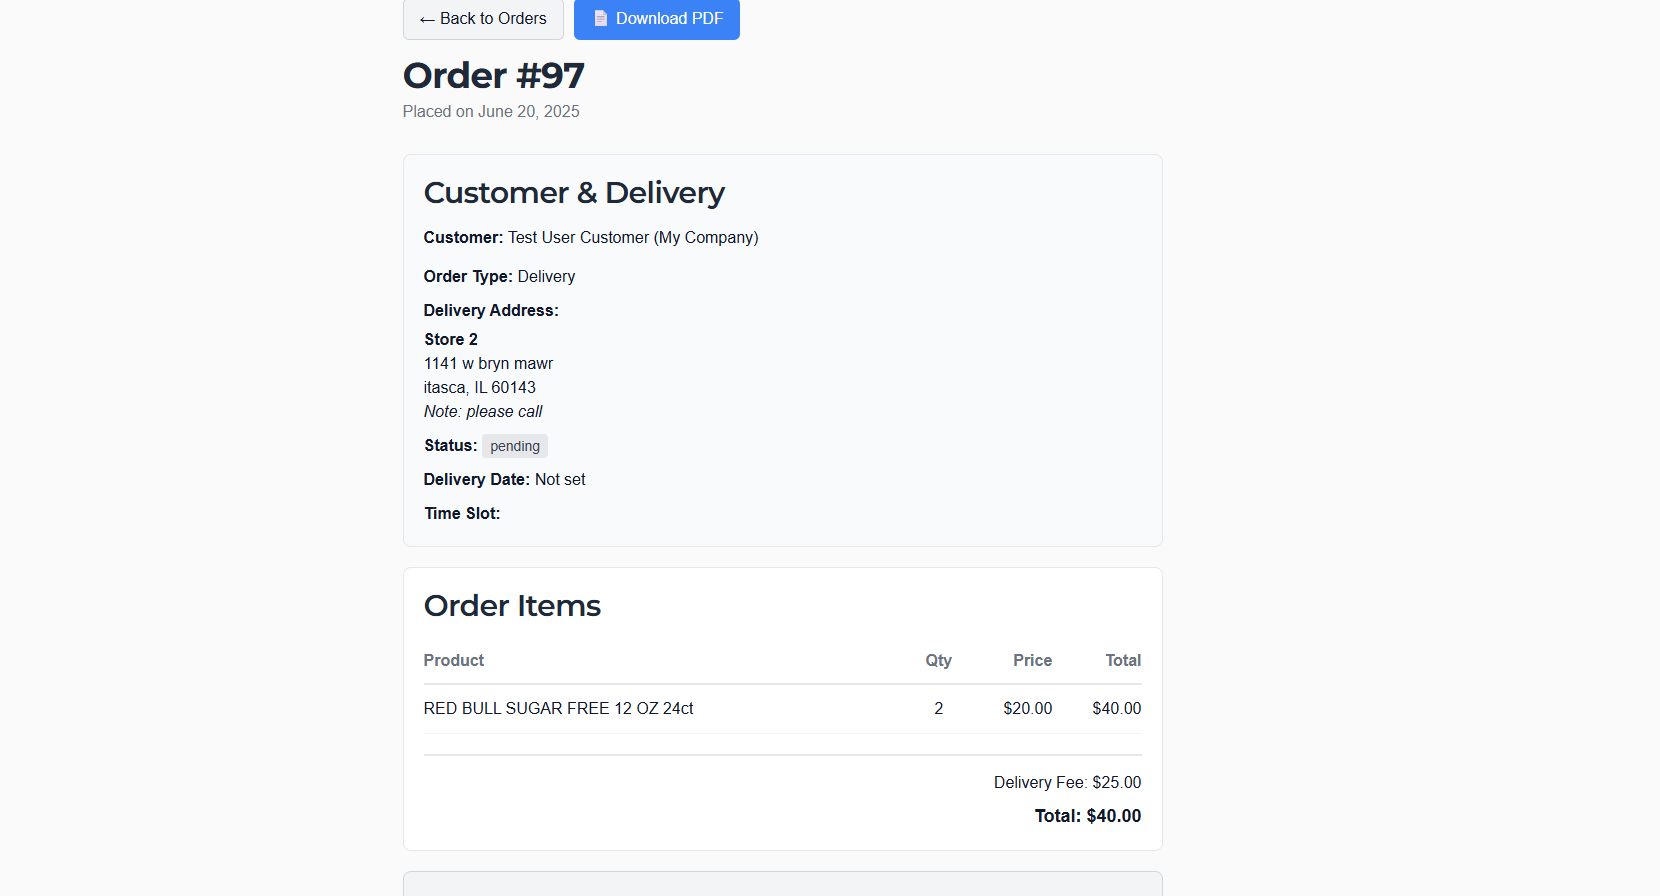 ← Back to Orders
Download PDF
Order #97
Placed on June 20, 2025
Customer & Delivery
Customer: Test User Customer (My Company)
Order Type: Delivery
Delivery Address:
Store 2
1141 w bryn mawr
itasca, IL 60143
Note: please call
Status: pending
Delivery Date: Not set
Time Slot:
Order Items
Product Qty Price Total
RED BULL SUGAR FREE 12 OZ 24ct 2 $20.00 $40.00
Delivery Fee: $25.00
Total: $40.00